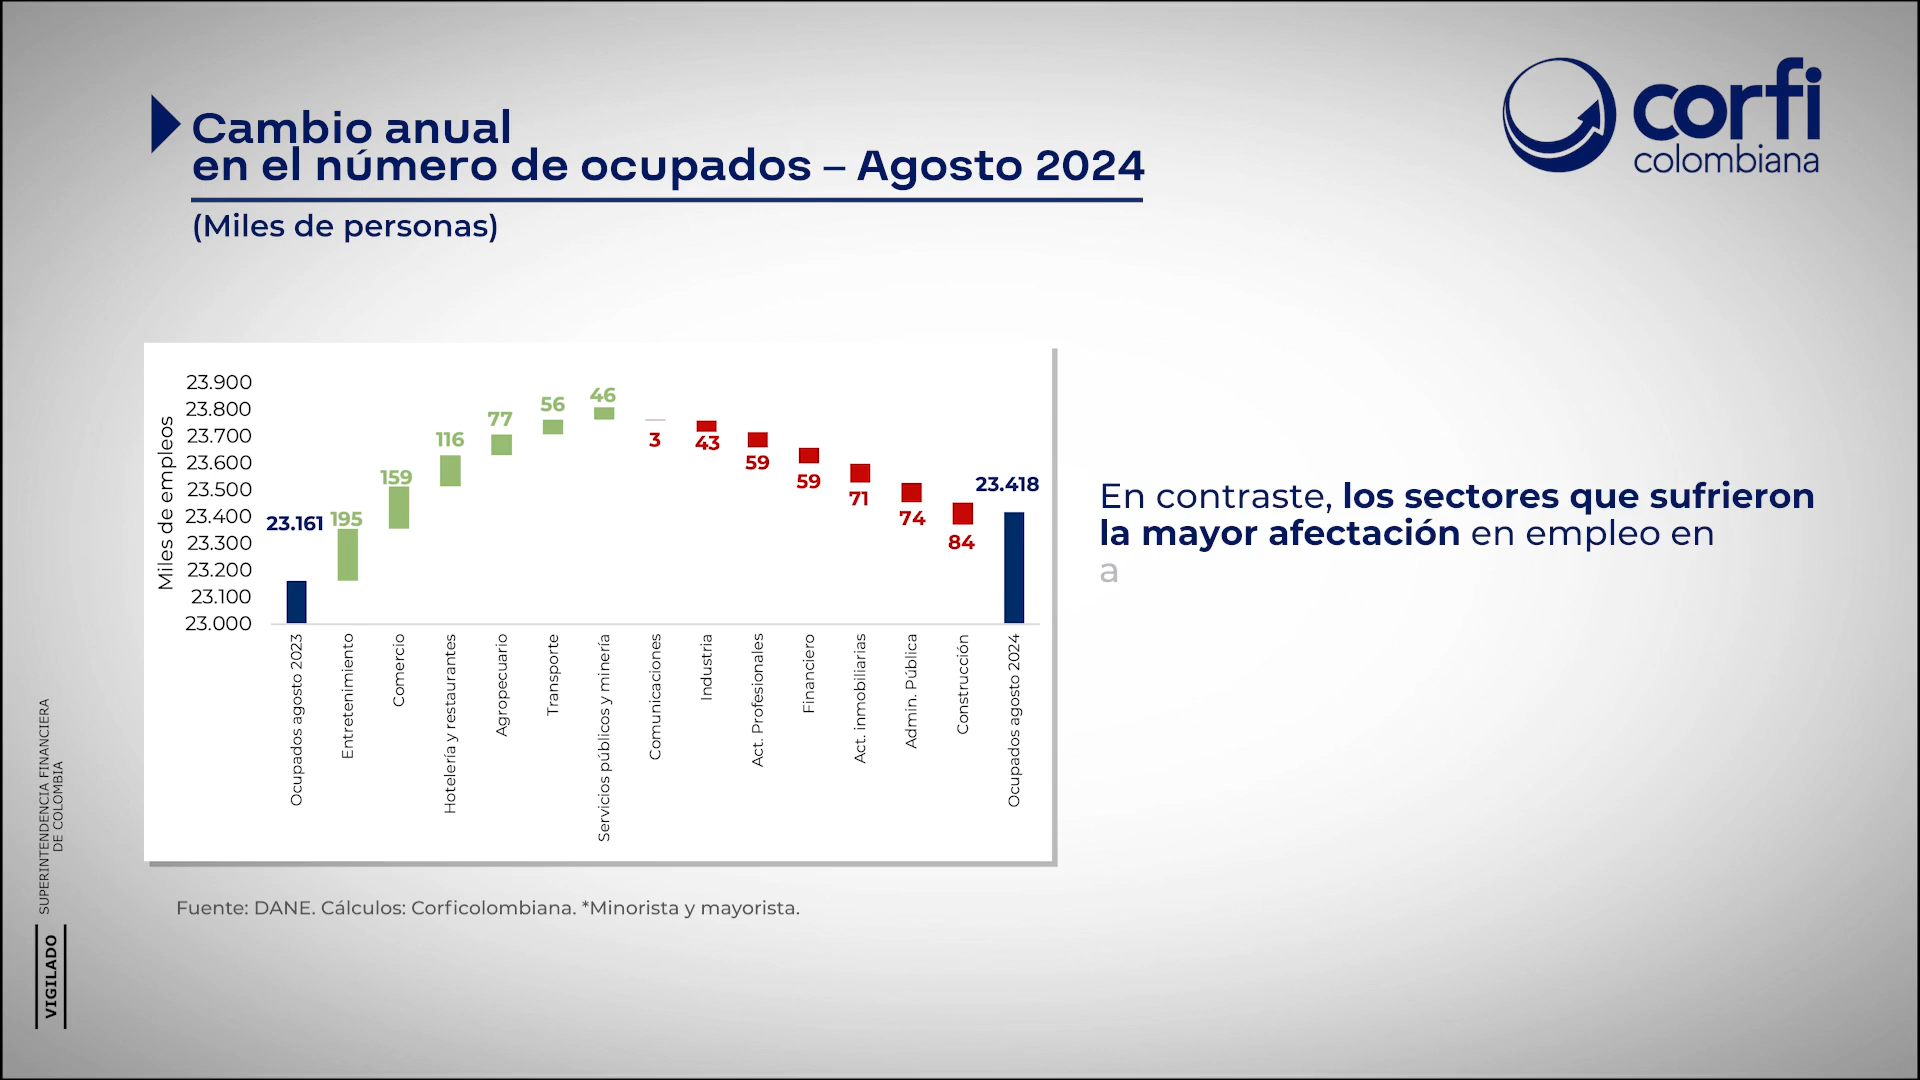 Cambio anual
en el número de ocupados – Agosto 2024
(Miles de personas)
corfi
colombiana
Miles de empleos
23.900
23.800
23.700
23.600
23.500
23.400
23.300
23.200
23.100
23.000
23.161
195
159
116
77
56
46
3
43
59
59
71
74
84
23.418
Ocupados agosto 2023
Entretenimiento
Comercio
Hotelería y restaurantes
Agropecuario
Transporte
Servicios públicos y minería
Comunicaciones
Industria
Act. Profesionales
Financiero
Act. inmobiliarias
Admin. Pública
Construcción
Ocupados agosto 2024
En contraste, los sectores que sufrieron
la mayor afectación en empleo en
a
Fuente: DANE. Cálculos: Corficolombiana. *Minorista y mayorista.
SUPERINTENDENCIA FINANCIERA
DE COLOMBIA
VIGILADO